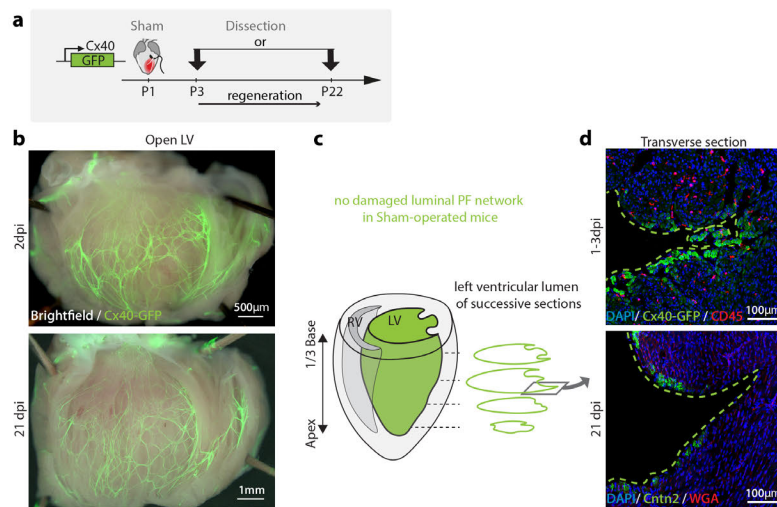 a
Sham
Dissection
or
Cx40
GFP
P1
P3
P22
regeneration
b
Open LV
2dpi
Brightfield / Cx40-GFP
500µm
21 dpi
1mm
c
no damaged luminal PF network
in Sham-operated mice
left ventricular lumen
of successive sections
RV
LV
1/3 Base
Apex
d
Transverse section
1-3dpi
DAPI/ Cx40-GFP / CD45
100µm
21 dpi
DAPI/ Cntn2 / WGA
100µm